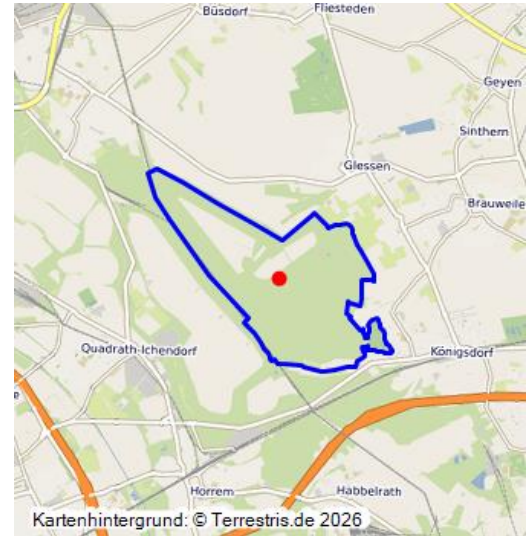 Büsdorf
Fliesteden
Geyen
Sinthern
Glessen
Brauweile
Quadrath-Ichendorf
Königsdorf
e
Horrem
Habbelrath
Kartenhintergrund: © Terrestris.de 2026